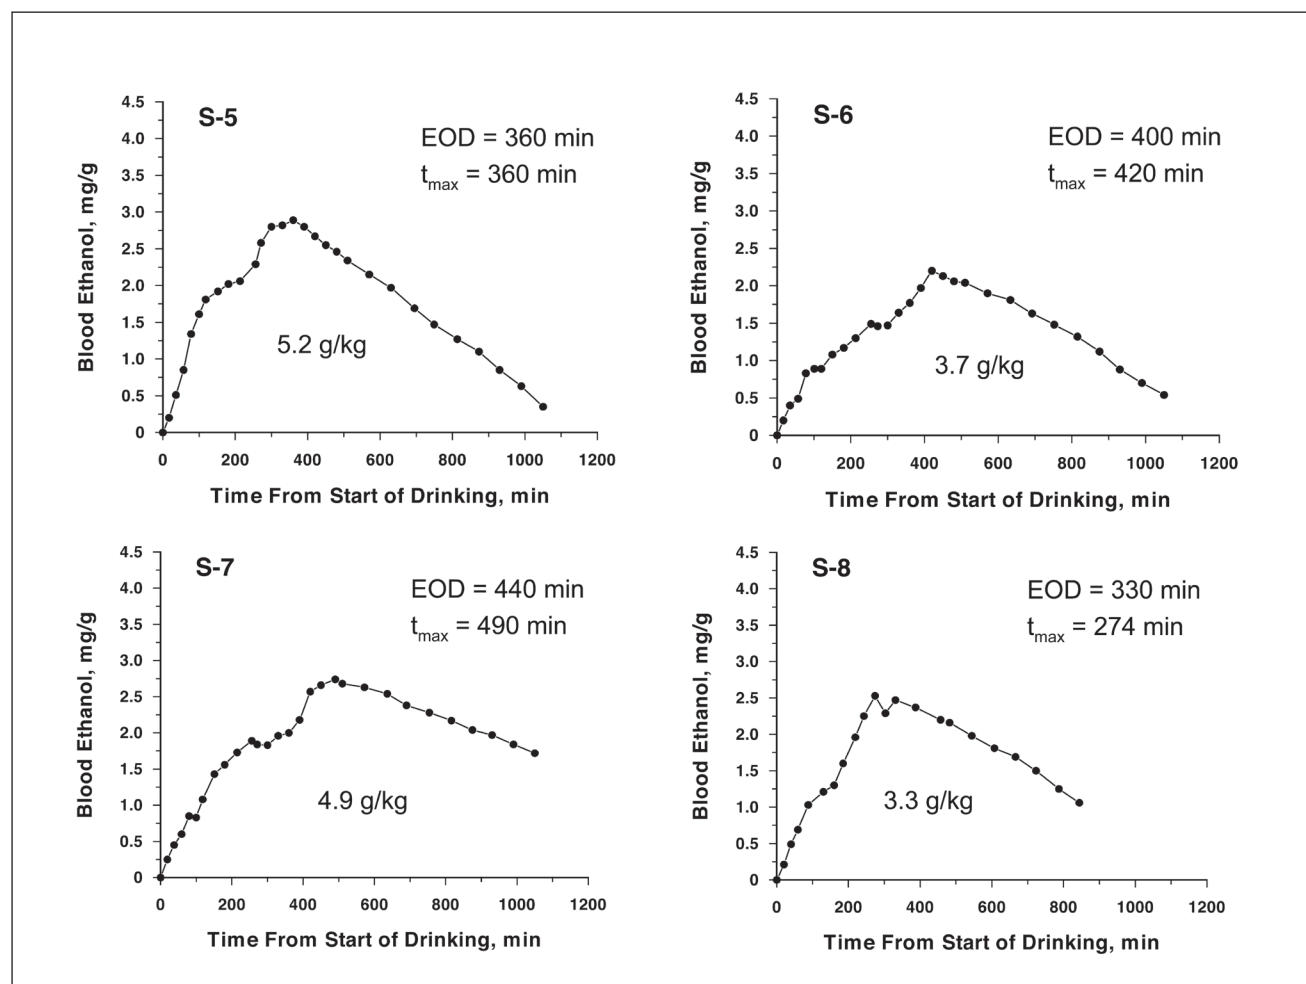 S-5
EOD = 360 min
tmax = 360 min
5.2 g/kg
Blood Ethanol, mg/g
4.5
4.0
3.5
3.0
2.5
2.0
1.5
1.0
0.5
0
0 200 400 600 800 1000 1200
Time From Start of Drinking, min
S-6
EOD = 400 min
tmax = 420 min
3.7 g/kg
Blood Ethanol, mg/g
4.5
4.0
3.5
3.0
2.5
2.0
1.5
1.0
0.5
0
0 200 400 600 800 1000 1200
Time From Start of Drinking, min
S-7
EOD = 440 min
tmax = 490 min
4.9 g/kg
Blood Ethanol, mg/g
4.5
4.0
3.5
3.0
2.5
2.0
1.5
1.0
0.5
0
0 200 400 600 800 1000 1200
Time From Start of Drinking, min
S-8
EOD = 330 min
tmax = 274 min
3.3 g/kg
Blood Ethanol, mg/g
4.5
4.0
3.5
3.0
2.5
2.0
1.5
1.0
0.5
0
0 200 400 600 800 1000 1200
Time From Start of Drinking, min